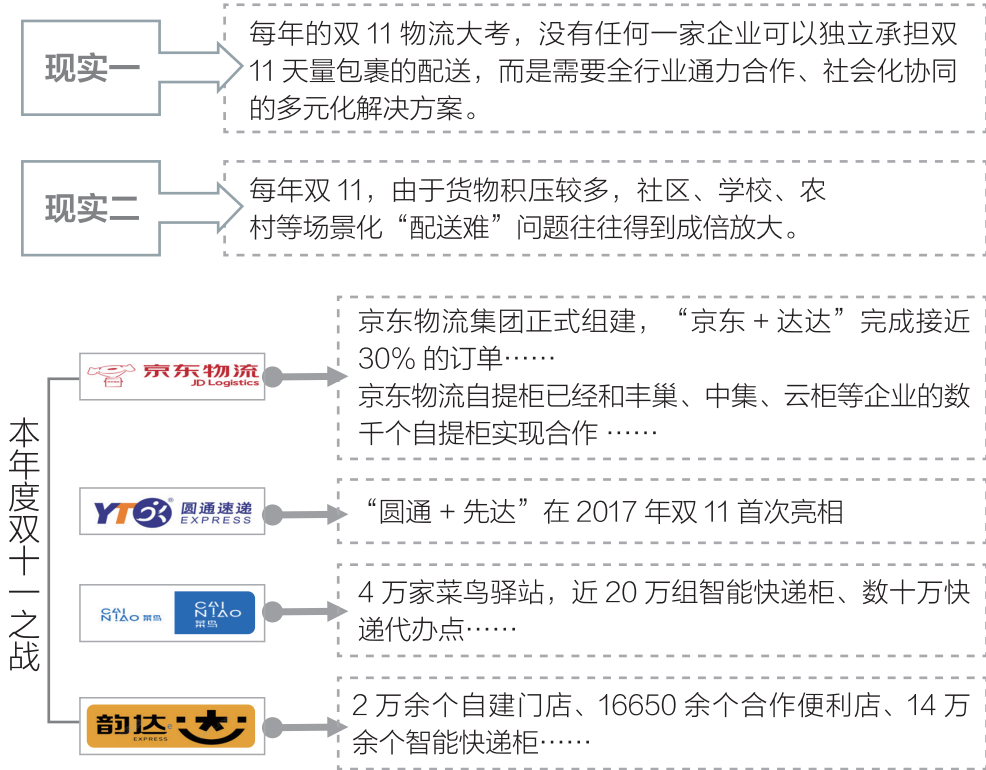 现实一
每年的双 11 物流大考，没有任何一家企业可以独立承担双
11 天量包裹的配送，而是需要全行业通力合作、社会化协同
的多元化解决方案。
现实二
每年双 11，由于货物积压较多，社区、学校、农
村等场景化“配送难”问题往往得到成倍放大。
本年度双十一之战
京东物流
JD Logistics
京东物流集团正式组建，“京东 + 达达”完成接近
30% 的订单……
京东物流自提柜已经和丰巢、中集、云柜等企业的数
千个自提柜实现合作 ……
YTO
圆通速递
EXPRESS
“圆通 + 先达”在 2017 年双 11 首次亮相
CAI
NIAO 菜鸟
CAI
NIAO
菜鸟
4 万家菜鸟驿站，近 20 万组智能快递柜、数十万快
递代办点……
韵达
EXPRESS
2 万余个自建门店、16650 余个合作便利店、14 万
余个智能快递柜……